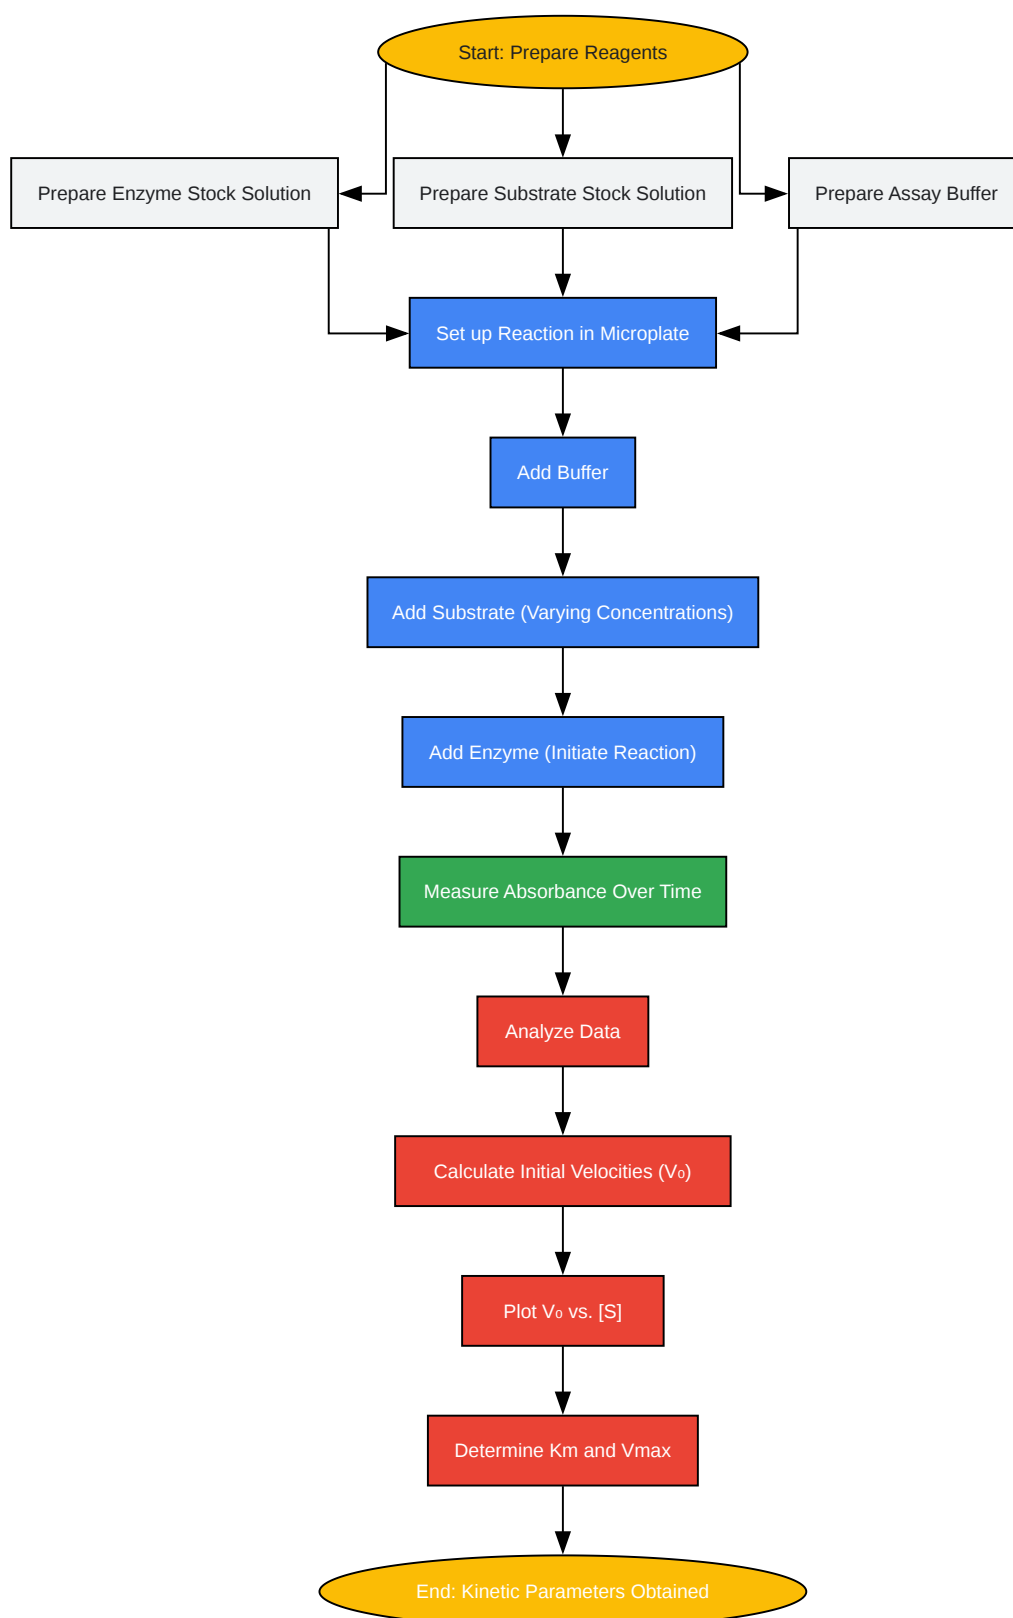 Start: Prepare Reagents
Prepare Enzyme Stock Solution
Prepare Substrate Stock Solution
Prepare Assay Buffer
Set up Reaction in Microplate
Add Buffer
Add Substrate (Varying Concentrations)
Add Enzyme (Initiate Reaction)
Measure Absorbance Over Time
Analyze Data
Calculate Initial Velocities (V₀)
Plot V₀ vs. [S]
Determine Km and Vmax
End: Kinetic Parameters Obtained